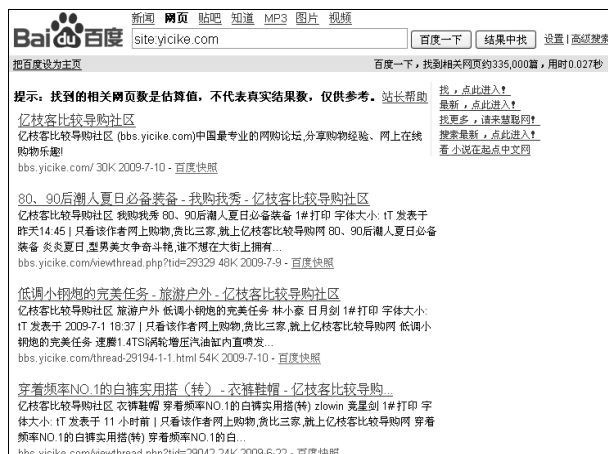 新闻 网页 贴吧 知道 MP3 图片 视频
Bai du 百度
site:yicike.com
百度一下 结果中找 设置 | 高级搜索
把百度设为主页
百度一下，找到相关网页约335,000篇，用时0.027秒
提示：找到的相关网页数是估算值，不代表真实结果数，仅供参考。站长帮助
亿枝客比较导购社区
亿枝客比较导购社区 (bbs.yicike.com)中国最专业的网购论坛,分享购物经验、网上在线
购物乐趣!
bbs.yicike.com/ 30K 2009-7-10 - 百度快照
80、90后潮人夏日必备装备 - 我购我秀 - 亿枝客比较导购社区
亿枝客比较导购社区 我购我秀 80、90后潮人夏日必备装备 1# 打印 字体大小: tT 发表于
昨天14:45 | 只看该作者网上购物,货比三家,就上亿枝客比较导购网 80、90后潮人夏日必备
装备 炎炎夏日,型男美女争奇斗艳,谁不想在大街上拥有...
bbs.yicike.com/viewthread.php?tid=29329 48K 2009-7-9 - 百度快照
低调小钢炮的完美任务 - 旅游户外 - 亿枝客比较导购社区
亿枝客比较导购社区 旅游户外 低调小钢炮的完美任务 林小豪 日月剑 1# 打印 字体大小:
tT 发表于 2009-7-1 18:37 | 只看该作者网上购物,货比三家,就上亿枝客比较导购网 低调小
钢炮的完美任务 速腾1.4TSI涡轮增压汽油缸内直喷发...
bbs.yicike.com/thread-29194-1-1.html 54K 2009-7-10 - 百度快照
穿着频率NO.1的白裤实用搭（转） - 衣裤鞋帽 - 亿枝客比较导购...
亿枝客比较导购社区 衣裤鞋帽 穿着频率NO.1的白裤实用搭(转) zlowin 竞星剑 1# 打印 字
体大小: tT 发表于 11 小时前 | 只看该作者网上购物,货比三家,就上亿枝客比较导购网 穿着
频率NO.1的白裤实用搭(转) 穿着频率NO.1的白...
bbs.yicike.com/viewthread.php?tid=29042 24K 2009-6-22 - 百度快照
找，点此进入！
最新，点此进入！
找更多，请来慧聪网！
搜索最新，点此进入！
看 小说在起点中文网